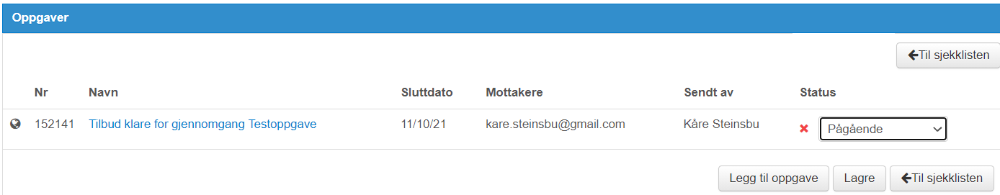 Oppgaver
Til sjekklisten
Nr Navn Sluttdato Mottakere Sendt av Status
152141 Tilbud klare for gjennomgang Testoppgave 11/10/21 kare.steinsbu@gmail.com Kåre Steinsbu Pågående
Legg til oppgave Lagre Til sjekklisten